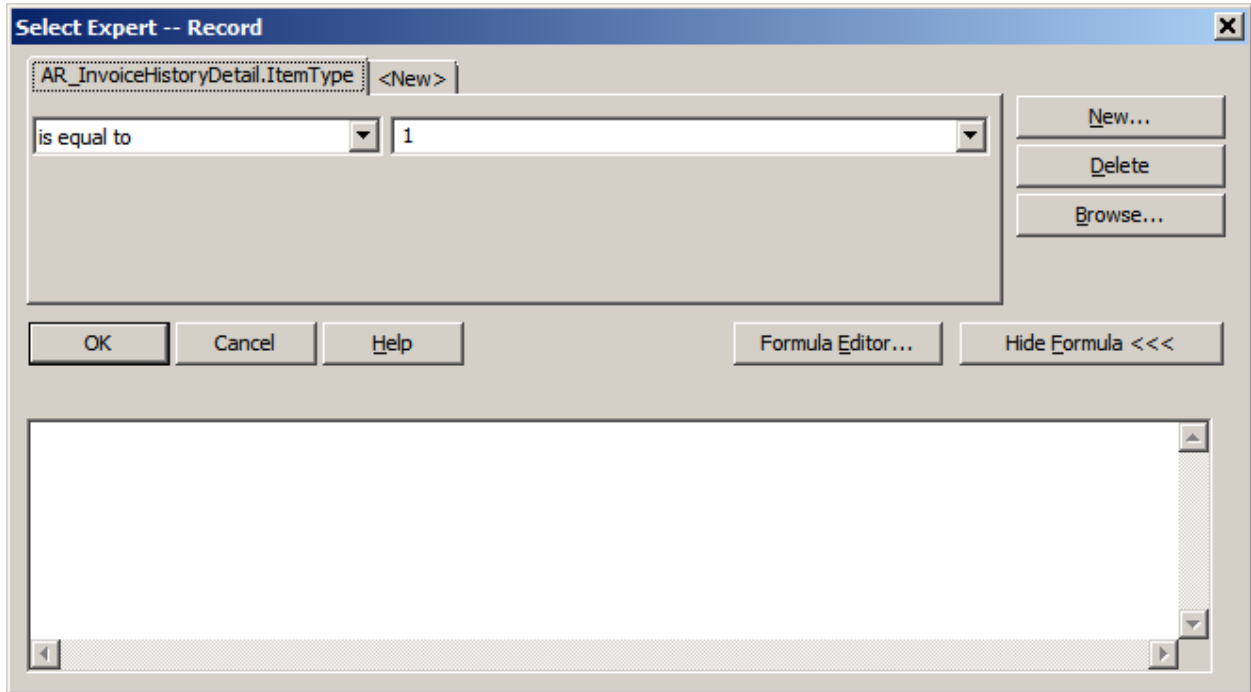 Select Expert -- Record
AR_InvoiceHistoryDetail.ItemType <New>
is equal to 1
New...
Delete
Browse...
OK Cancel Help Formula Editor... Hide Formula <<<